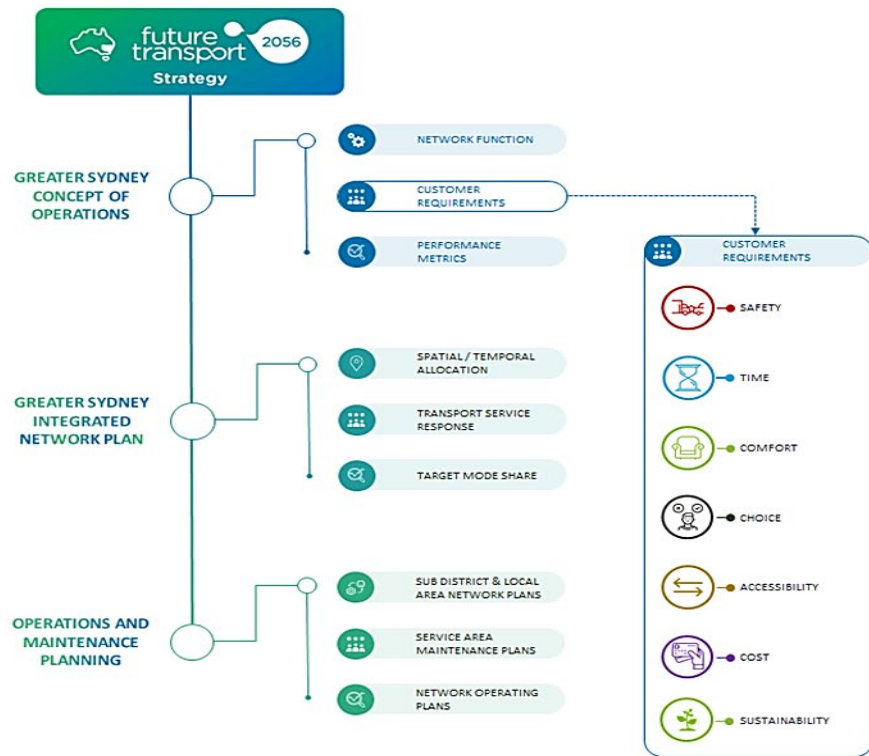 future
transport
2056
Strategy
GREATER SYDNEY
CONCEPT OF
OPERATIONS
NETWORK FUNCTION
CUSTOMER
REQUIREMENTS
PERFORMANCE
METRICS
GREATER SYDNEY
INTEGRATED
NETWORK PLAN
SPATIAL / TEMPORAL
ALLOCATION
TRANSPORT SERVICE
RESPONSE
TARGET MODE SHARE
OPERATIONS AND
MAINTENANCE
PLANNING
SUB DISTRICT & LOCAL
AREA NETWORK PLANS
SERVICE AREA
MAINTENANCE PLANS
NETWORK OPERATING
PLANS
CUSTOMER
REQUIREMENTS
SAFETY
TIME
COMFORT
CHOICE
ACCESSIBILITY
COST
SUSTAINABILITY